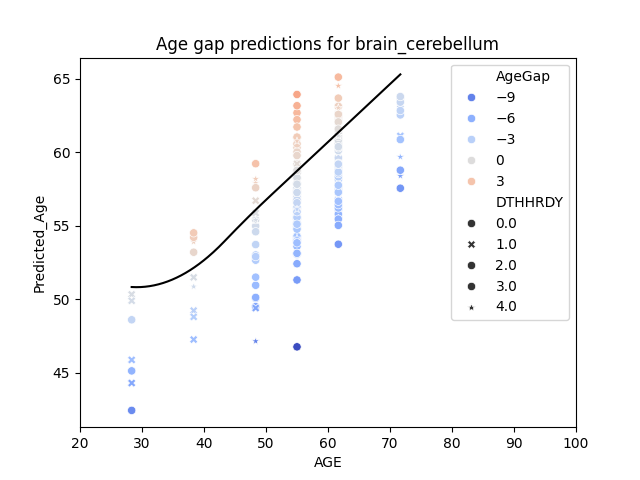 Age gap predictions for brain_cerebellum
Predicted_Age
65
60
55
50
45
20 30 40 50 60 70 80 90 100
AGE
AgeGap
−9
−6
−3
0
3
DTHHRDY
0.0
1.0
2.0
3.0
4.0